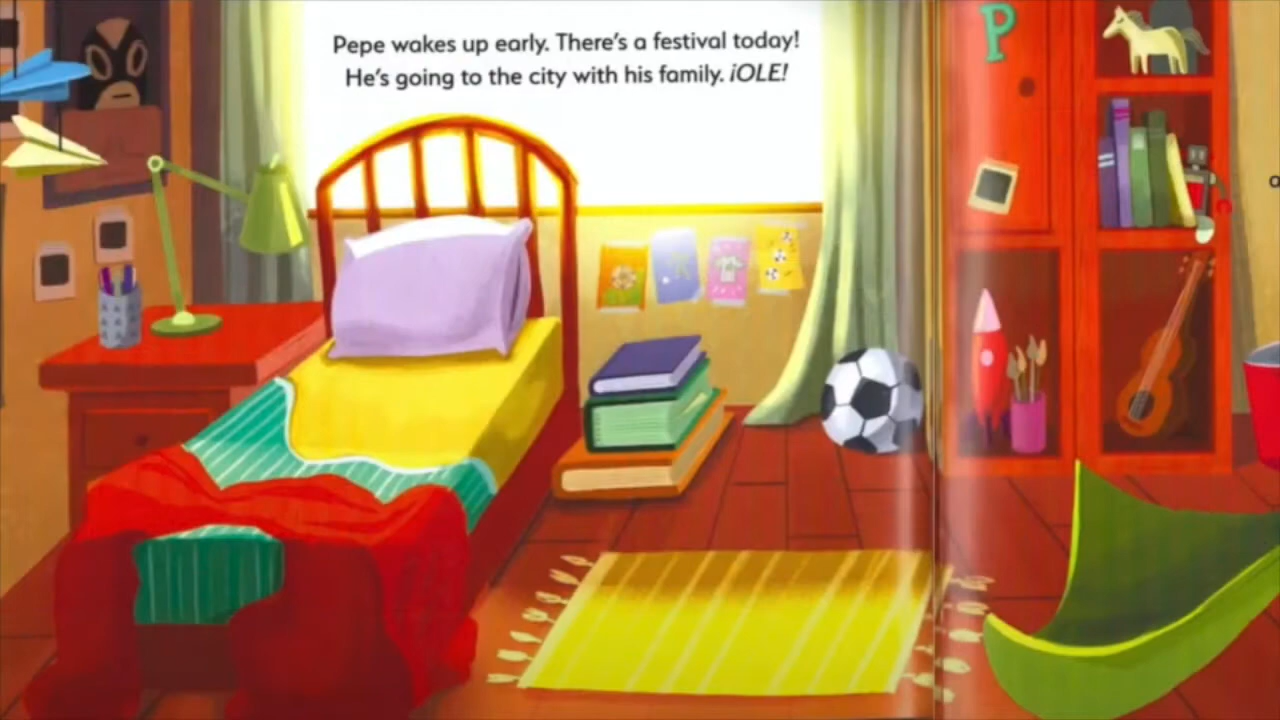 Pepe wakes up early. There's a festival today!
He's going to the city with his family. ¡OLE!
P